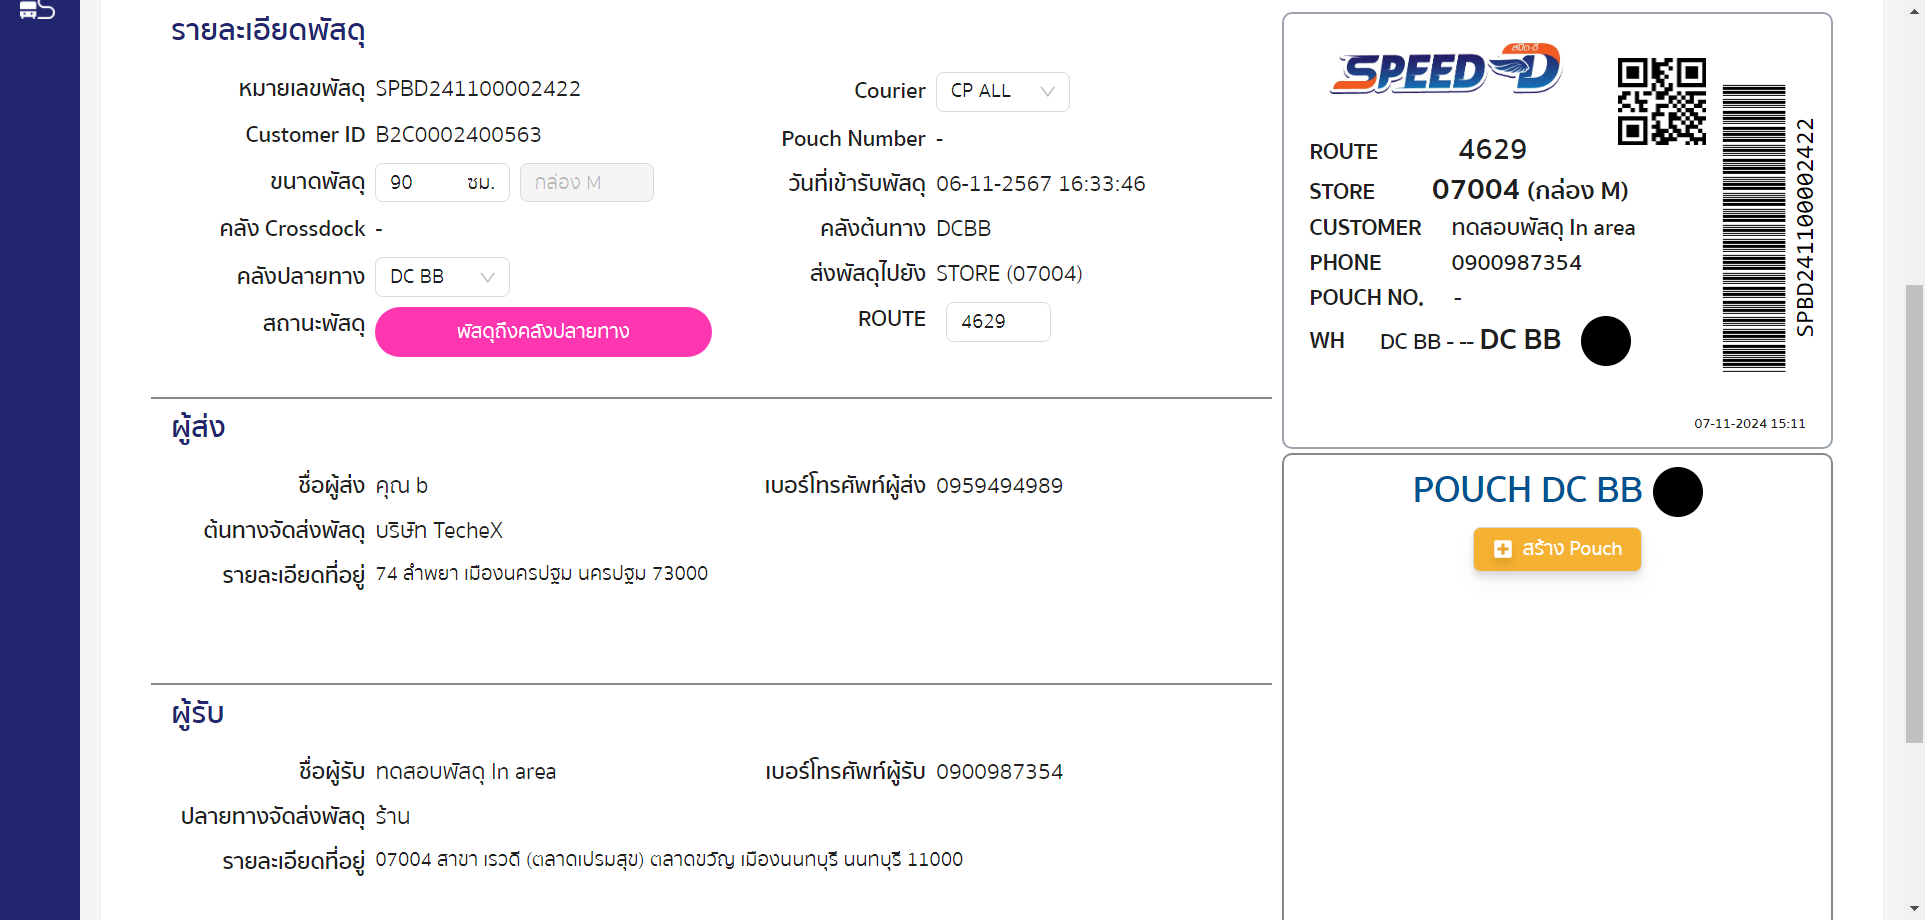 รายละเอียดพัสดุ
หมายเลขพัสดุ SPBD241100002422
Courier CP ALL
Customer ID B2C0002400563
Pouch Number -
ขนาดพัสดุ 90 ซม. กล่อง M
วันที่เข้ารับพัสดุ 06-11-2567 16:33:46
คลัง Crossdock -
คลังต้นทาง DCBB
คลังปลายทาง DC BB
ส่งพัสดุไปยัง STORE (07004)
สถานะพัสดุ พัสดุถึงคลังปลายทาง
ROUTE 4629
ผู้ส่ง
ชื่อผู้ส่ง คุณ b
เบอร์โทรศัพท์ผู้ส่ง 0959494989
ต้นทางจัดส่งพัสดุ บริษัท TecheX
รายละเอียดที่อยู่ 74 ลำพยา เมืองนครปฐม นครปฐม 73000
ผู้รับ
ชื่อผู้รับ ทดสอบพัสดุ In area
เบอร์โทรศัพท์ผู้รับ 0900987354
ปลายทางจัดส่งพัสดุ ร้าน
รายละเอียดที่อยู่ 07004 สาขา เรวดี (ตลาดเปรมสุข) ตลาดขวัญ เมืองนนทบุรี นนทบุรี 11000
สปีด-ดี
SPEED D
ROUTE 4629
STORE 07004 (กล่อง M)
CUSTOMER ทดสอบพัสดุ In area
PHONE 0900987354
POUCH NO. -
WH DC BB - -- DC BB
SPBD241100002422
07-11-2024 15:11
POUCH DC BB
สร้าง Pouch